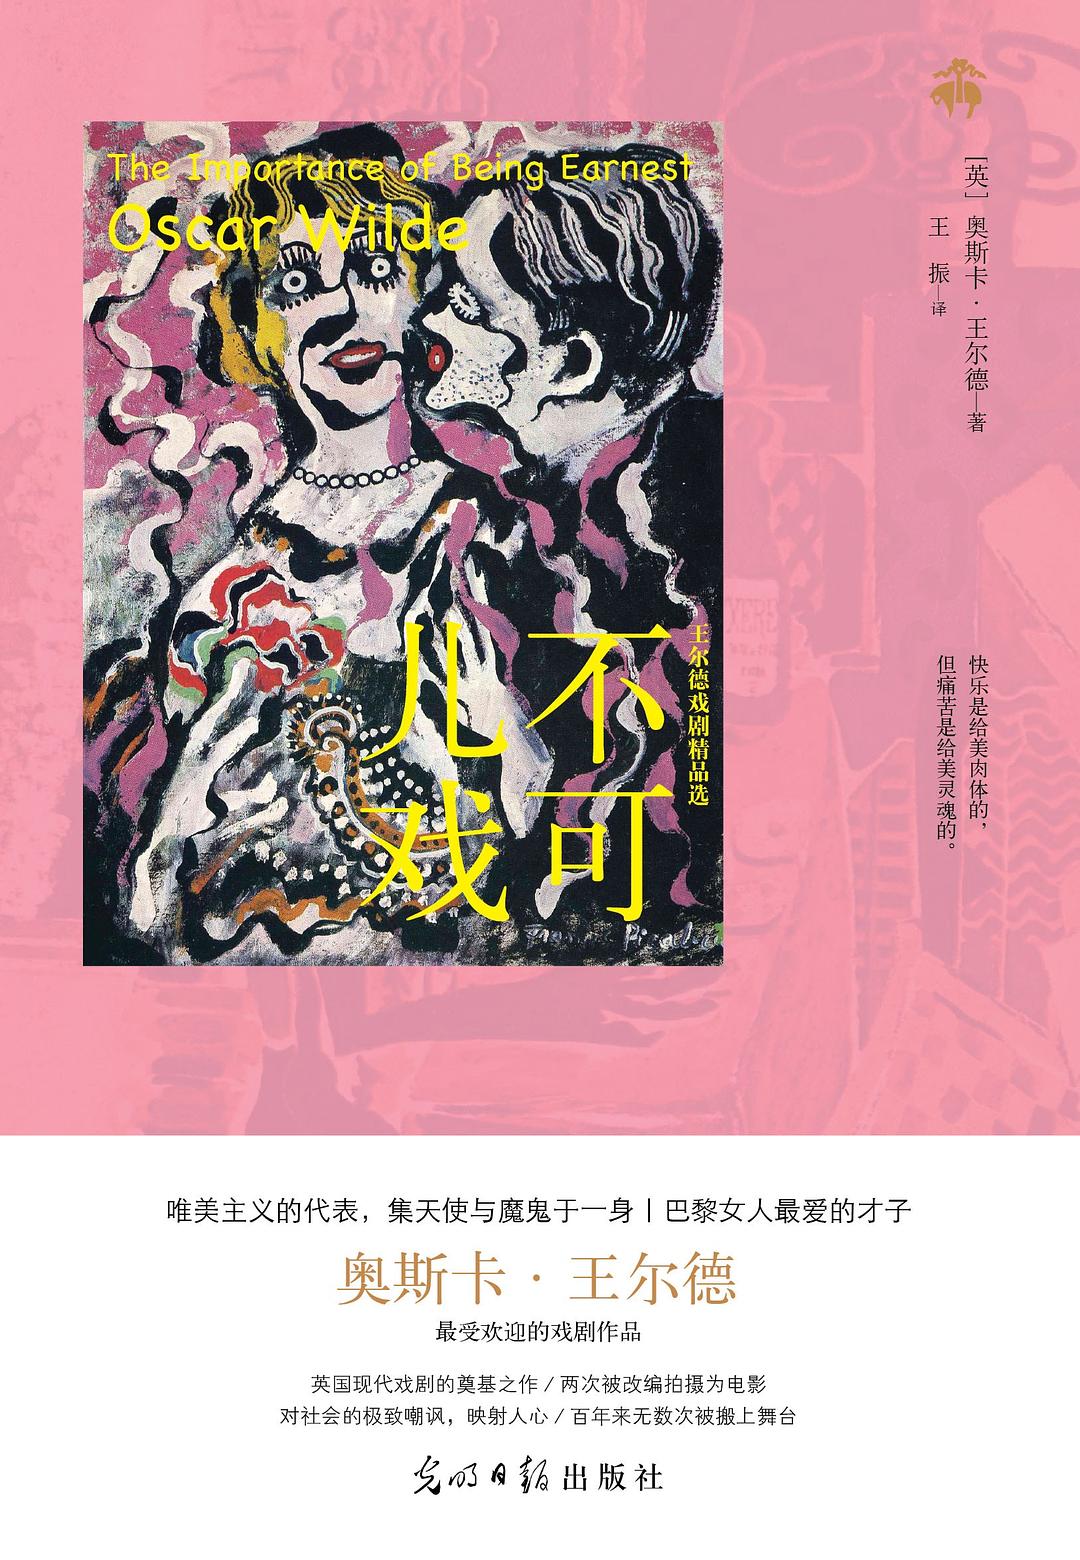 The Importance of Being Earnest
Oscar Wilde
[英] 奥斯卡·王尔德—著
王 振—译
王尔德戏剧精品选
不可
儿戏
快乐是给美肉体的，
但痛苦是给美灵魂的。
唯美主义的代表，集天使与魔鬼于一身|巴黎女人最爱的才子
奥斯卡·王尔德
最受欢迎的戏剧作品
英国现代戏剧的奠基之作/两次被改编拍摄为电影
对社会的极致嘲讽，映射人心/百年来无数次被搬上舞台
光明日报出版社